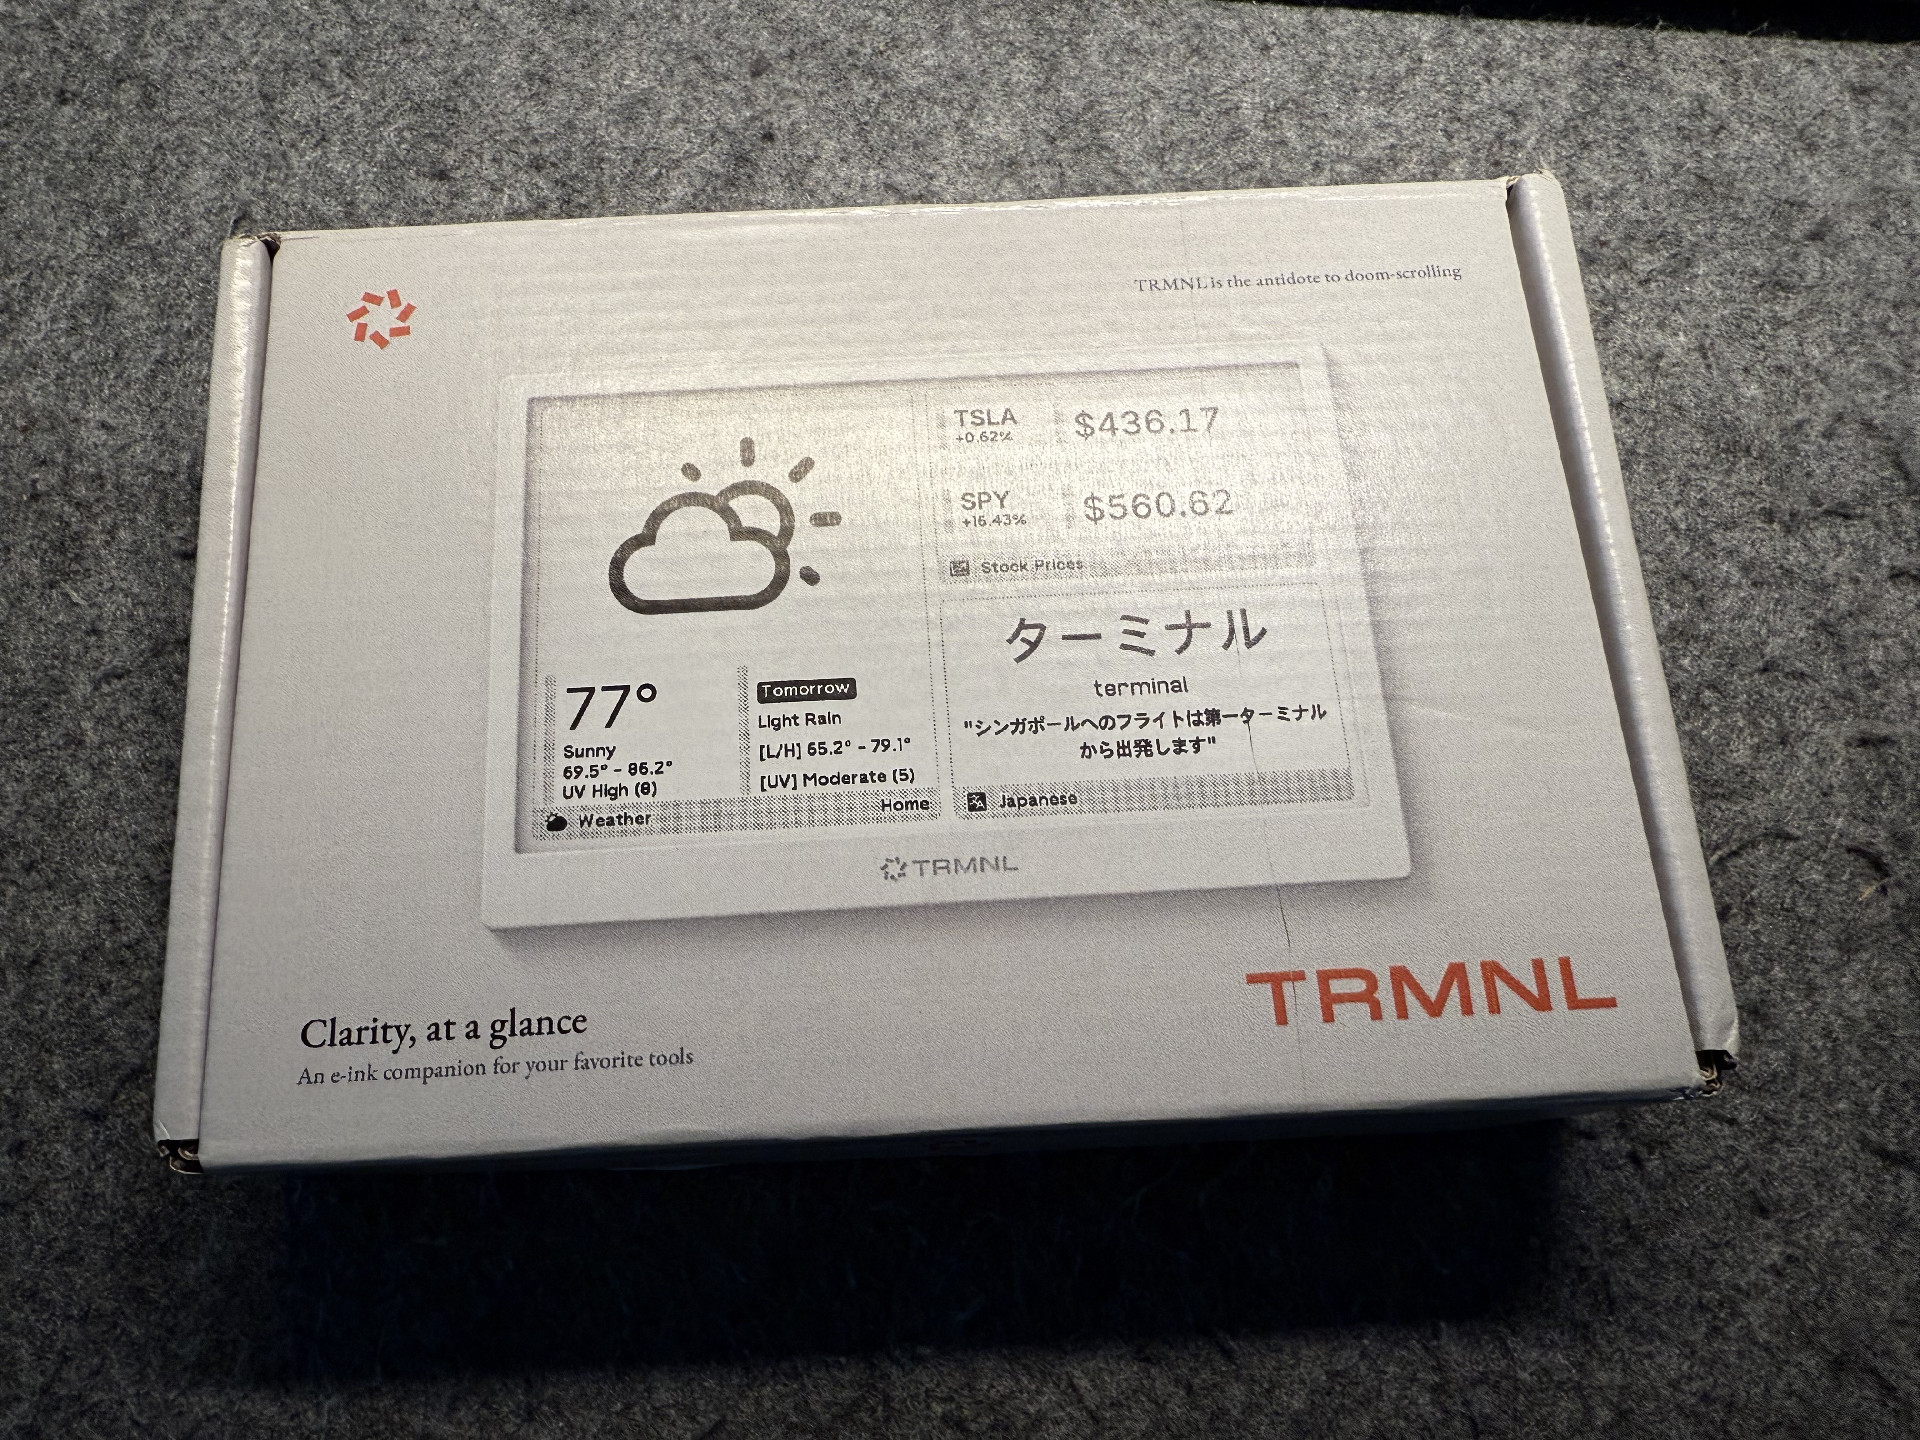 TRMNL is the antidote to doom-scrolling
TSLA
+0.62%
$436.17
SPY
+16.43%
$560.62
Stock Prices
77°
Sunny
69.5° - 86.2°
UV High (8)
Tomorrow
Light Rain
[L/H] 65.2° - 79.1°
[UV] Moderate (5)
Weather
Home
ターミナル
terminal
"シンガポールへのフライトは第一ターミナル
から出発します"
Japanese
TRMNL
TRMNL
Clarity, at a glance
An e-ink companion for your favorite tools